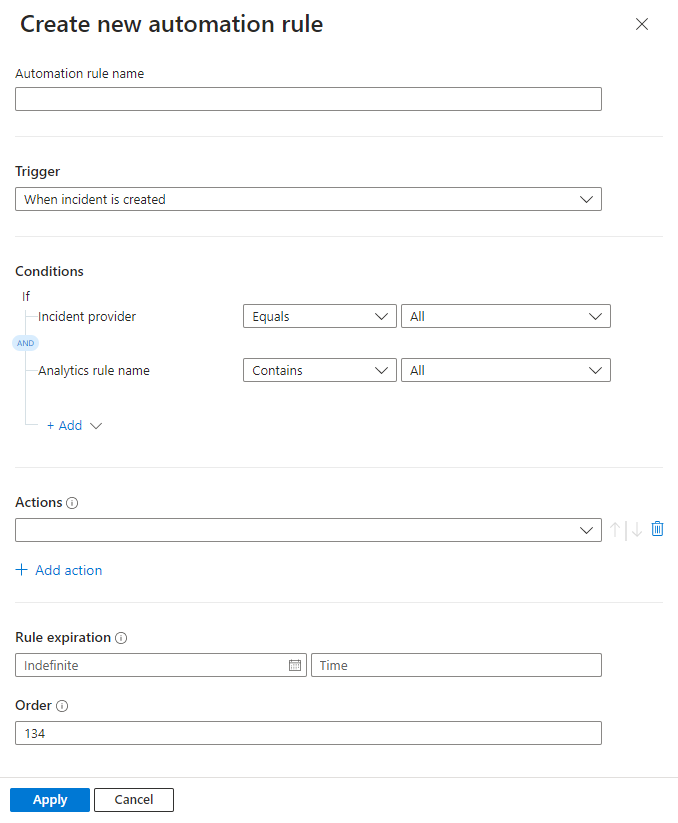 Create new automation rule
Automation rule name
Trigger
When incident is created
Conditions
If
Incident provider Equals All
AND
Analytics rule name Contains All
+ Add
Actions
+ Add action
Rule expiration
Indefinite Time
Order
134
Apply Cancel